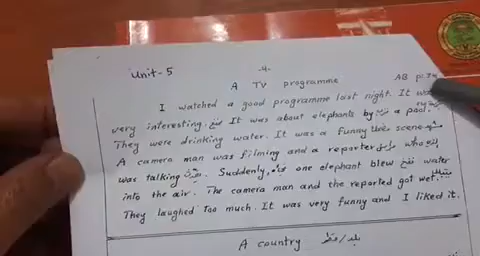 Unit-5
-4-
A TV programme
AB
I watched a good programme last night. It was
very interesting. It was about elephants by a pool.
They were drinking water. It was a funny scene
A camera man was filming and a reporter
was talking. Suddenly, one elephant blew water
into the air. The camera man and the reported got wet.
They laughed Too much. It was very funny and I liked it.
A country بلد